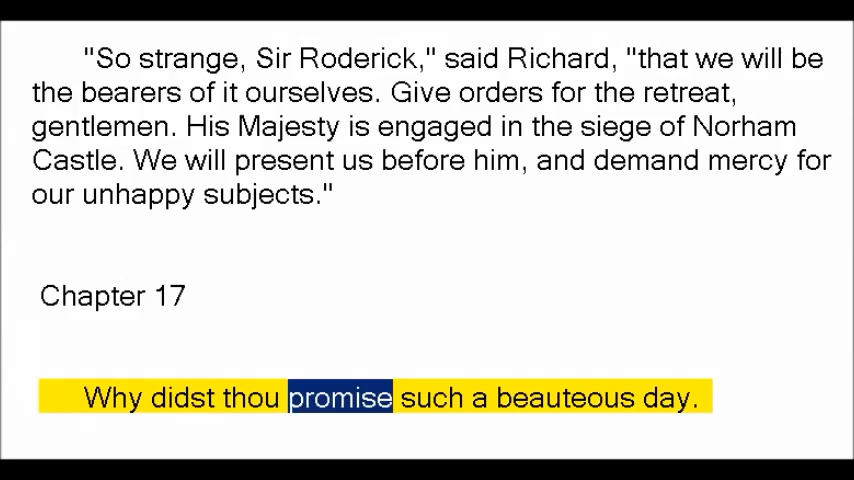 "So strange, Sir Roderick," said Richard, "that we will be
the bearers of it ourselves. Give orders for the retreat,
gentlemen. His Majesty is engaged in the siege of Norham
Castle. We will present us before him, and demand mercy for
our unhappy subjects."
Chapter 17
Why didst thou promise such a beauteous day.